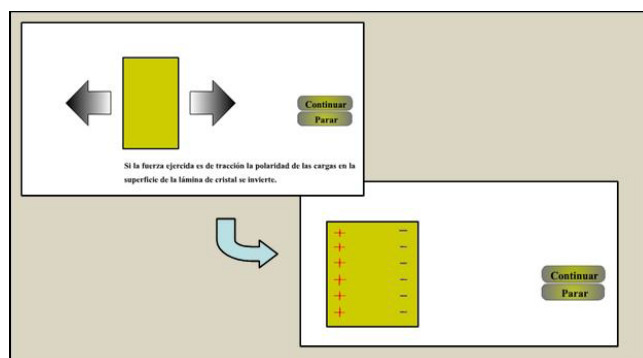 Continuar
Parar
Si la fuerza ejercida es de tracción la polaridad de las cargas en la
superficie de la lámina de cristal se invierte.
+ −
+ −
+ −
+ −
+ −
+ −
Continuar
Parar